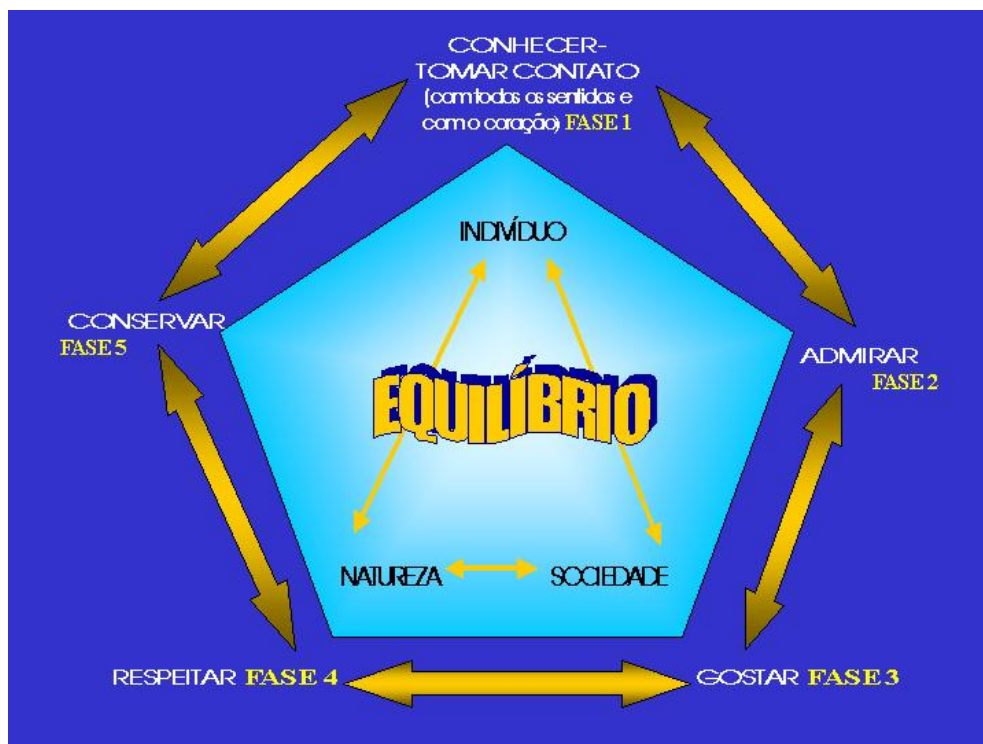 CONHECER-
TOMAR CONTATO
(com todos os sentidos e
com o coração) FASE 1
INDIVÍDUO
CONSERVAR
FASE 5
ADMIRAR
FASE 2
EQUILÍBRIO
NATUREZA
SOCIEDADE
RESPEITAR FASE 4
GOSTAR FASE 3